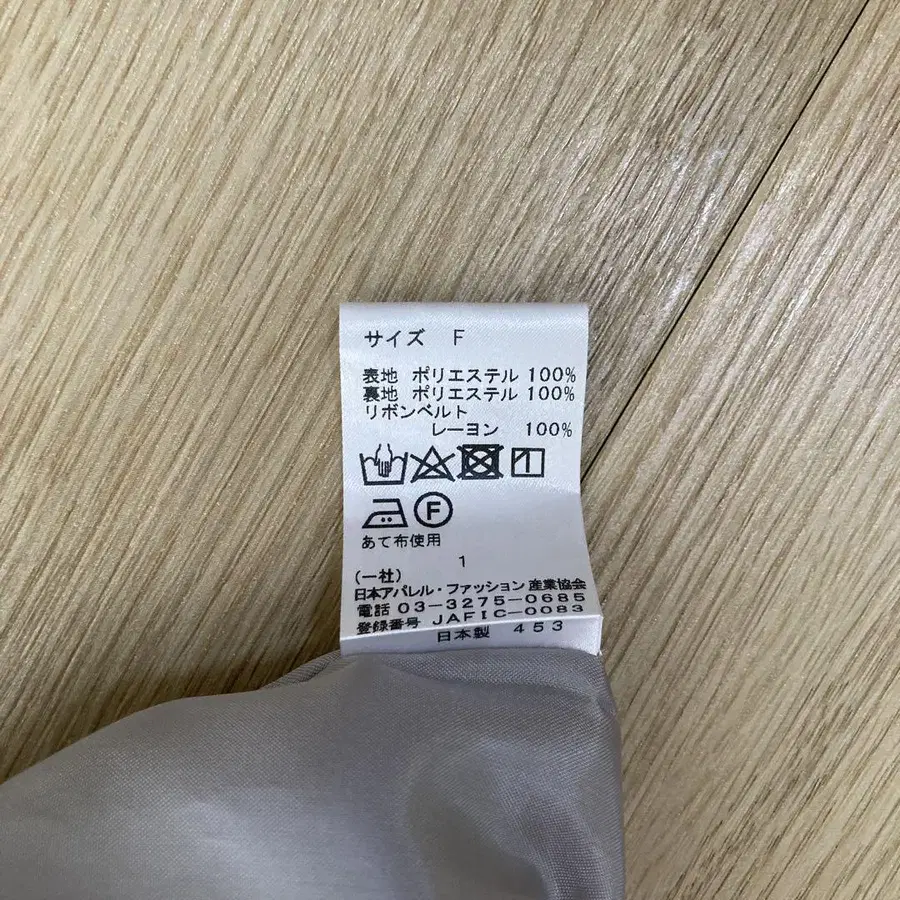 サイズ F
表地 ポリエステル 100%
裏地 ポリエステル 100%
リボンベルト
レーヨン 100%
F
あて布使用
1
(一社)
日本アパレル・ファッション産業協会
電話 03-3275-0685
登録番号 JAFIC-0083
日本製 453